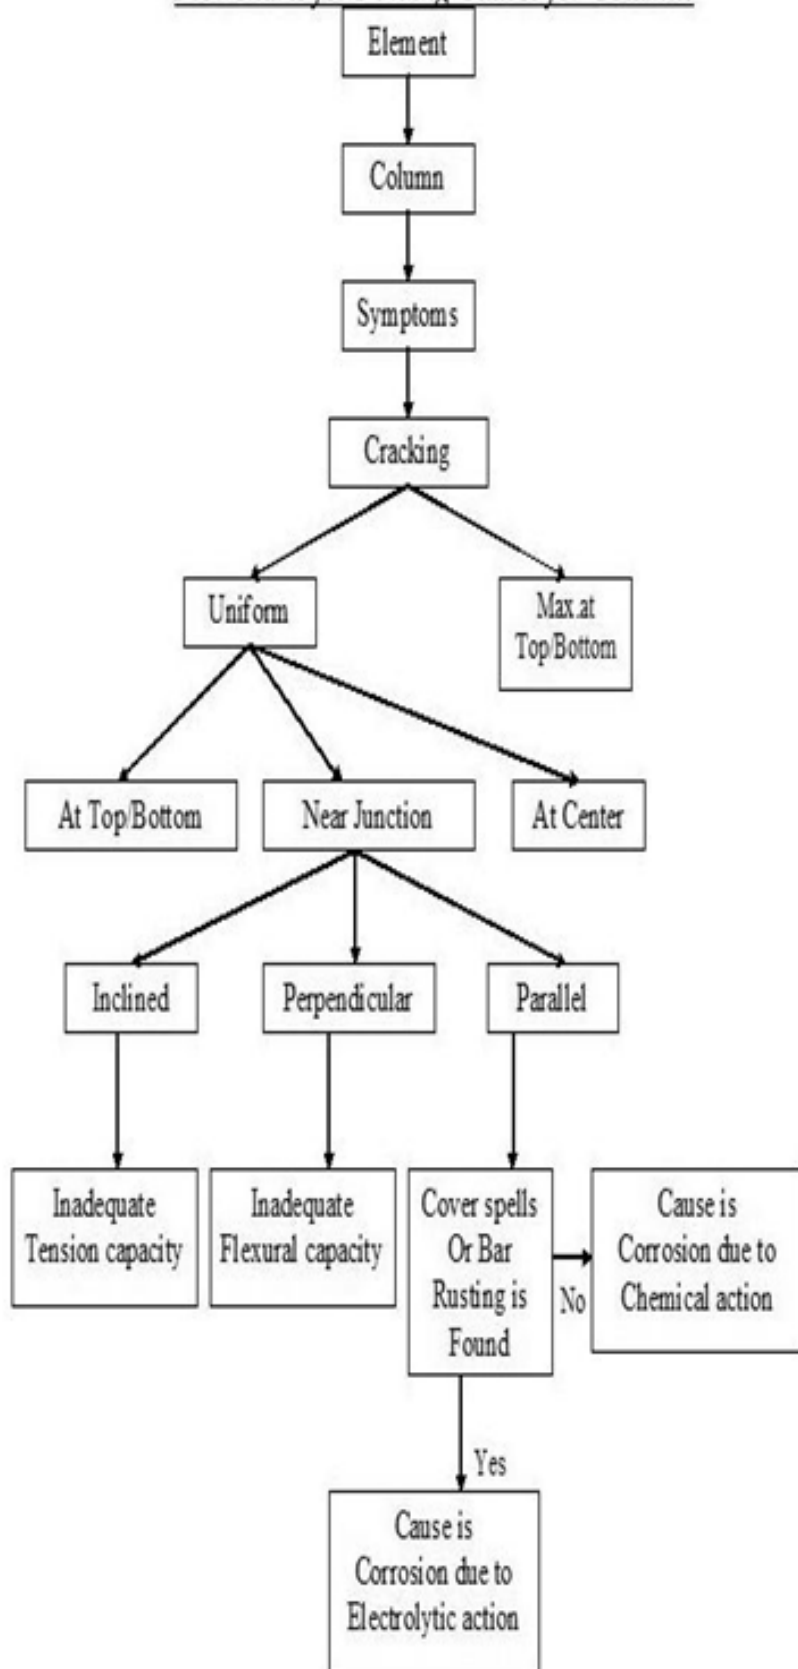 Element
Column
Symptoms
Cracking
Uniform
Max.at
Top/Bottom
At Top/Bottom
Near Junction
At Center
Inclined
Perpendicular
Parallel
Inadequate
Tension capacity
Inadequate
Flexural capacity
Cover spells
Or Bar
Rusting is
Found
No
Cause is
Corrosion due to
Chemical action
Yes
Cause is
Corrosion due to
Electrolytic action